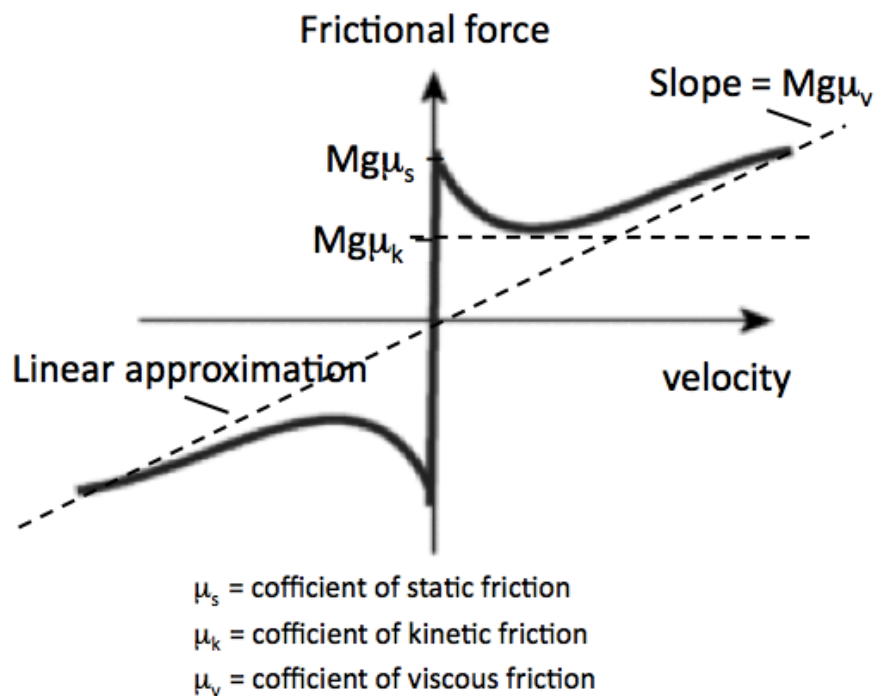 Frictional force
Slope = Mgμᵥ
Mgμₛ
Mgμₖ
Linear approximation
velocity
μₛ = cofficient of static friction
μₖ = cofficient of kinetic friction
μᵥ = cofficient of viscous friction